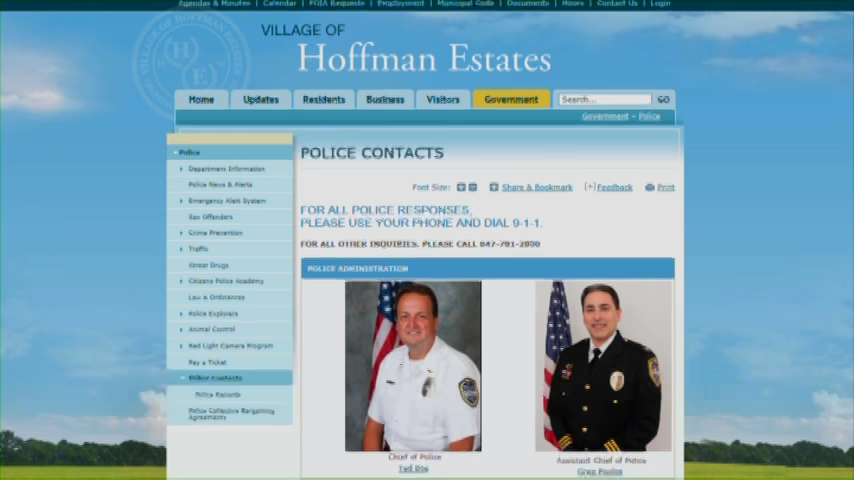 Agendas & Minutes | Calendar | FOIA Requests | Employment | Municipal Code | Documents | News | Contact Us | Login
VILLAGE OF
Hoffman Estates
Home Updates Residents Business Visitors Government Search... GO
Government - Police
Police
Department Information
Police News & Alerts
Emergency Alert System
Sex Offenders
Crime Prevention
Traffic
Street Drugs
Citizens Police Academy
Law & Ordinances
Police Explorers
Animal Control
Red Light Camera Program
Pay a Ticket
Police Contacts
Police Records
Police Collective Bargaining
Agreements
POLICE CONTACTS
Font Size: + - Share & Bookmark [+] Feedback Print
FOR ALL POLICE RESPONSES,
PLEASE USE YOUR PHONE AND DIAL 9-1-1.
FOR ALL OTHER INQUIRIES, PLEASE CALL 847-781-2800
POLICE ADMINISTRATION
Chief of Police
Ted Bos
Assistant Chief of Police
Greg Poulos